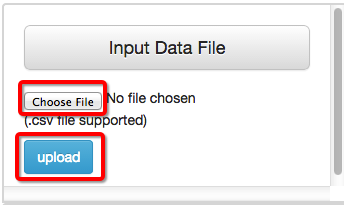 Input Data File
Choose File No file chosen
(.csv file supported)
upload